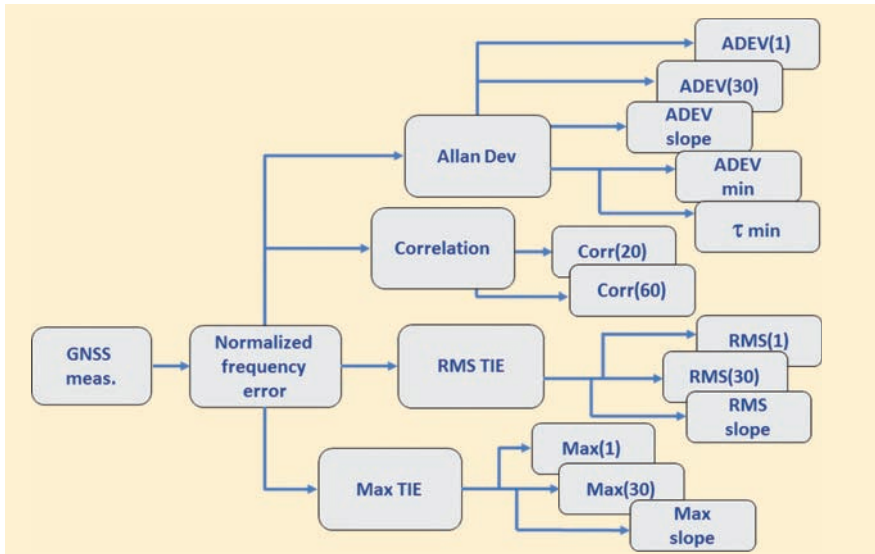 ADEV(1)
ADEV(30)
ADEV
slope
Allan Dev
ADEV
min
τ min
Correlation
Corr(20)
Corr(60)
GNSS
meas.
Normalized
frequency
error
RMS TIE
RMS(1)
RMS(30)
RMS
slope
Max TIE
Max(1)
Max(30)
Max
slope